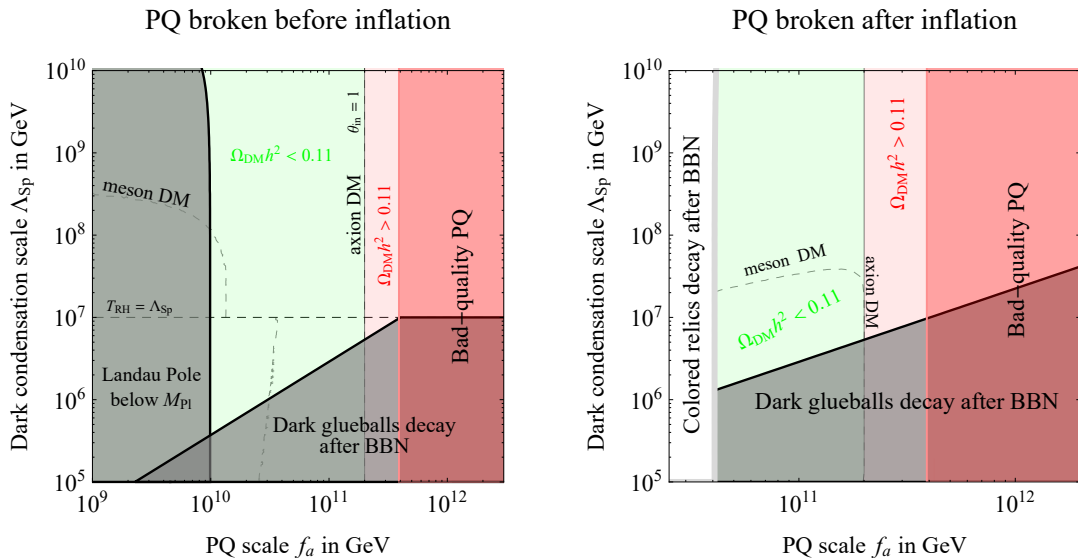 PQ broken before inflation
Dark condensation scale Λ_Sp in GeV
10^10
10^9
10^8
10^7
10^6
10^5
meson DM
T_RH = Λ_Sp
Landau Pole
below M_Pl
Ω_DM h² < 0.11
θ_in = 1
axion DM
Ω_DM h² > 0.11
Bad-quality PQ
Dark glueballs decay
after BBN
10^9
10^10
10^11
10^12
PQ scale f_a in GeV
PQ broken after inflation
Dark condensation scale Λ_Sp in GeV
10^10
10^9
10^8
10^7
10^6
10^5
Colored relics decay after BBN
meson DM
Ω_DM h² < 0.11
axion DM
Ω_DM h² > 0.11
Bad-quality PQ
Dark glueballs decay after BBN
10^11
10^12
PQ scale f_a in GeV